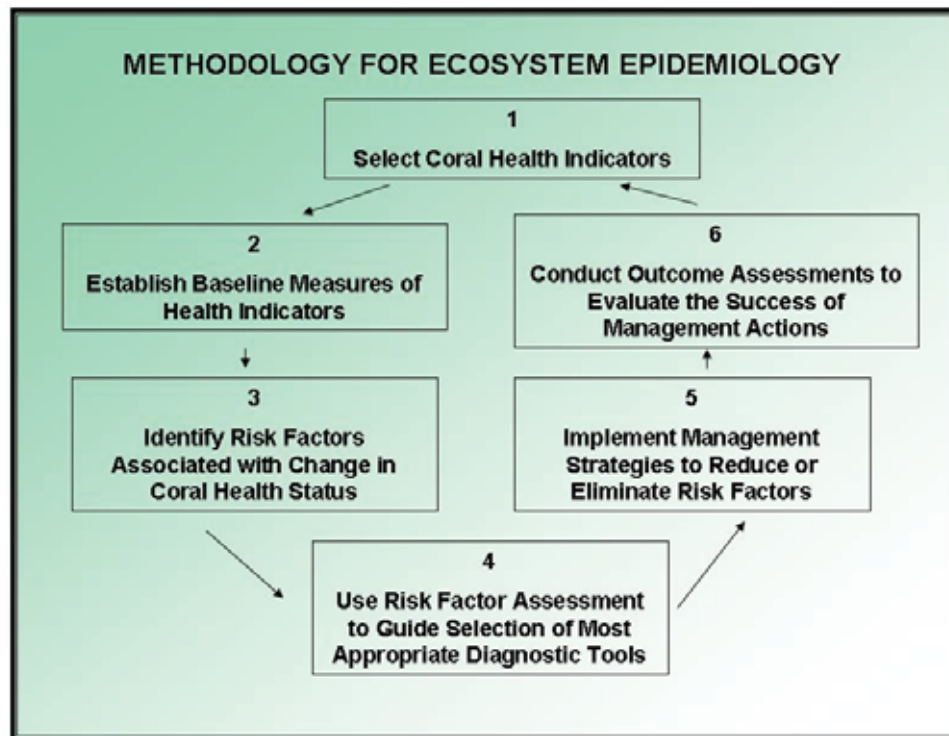 METHODOLOGY FOR ECOSYSTEM EPIDEMIOLOGY
1
Select Coral Health Indicators
2
Establish Baseline Measures of
Health Indicators
3
Identify Risk Factors
Associated with Change in
Coral Health Status
4
Use Risk Factor Assessment
to Guide Selection of Most
Appropriate Diagnostic Tools
5
Implement Management
Strategies to Reduce or
Eliminate Risk Factors
6
Conduct Outcome Assessments to
Evaluate the Success of
Management Actions